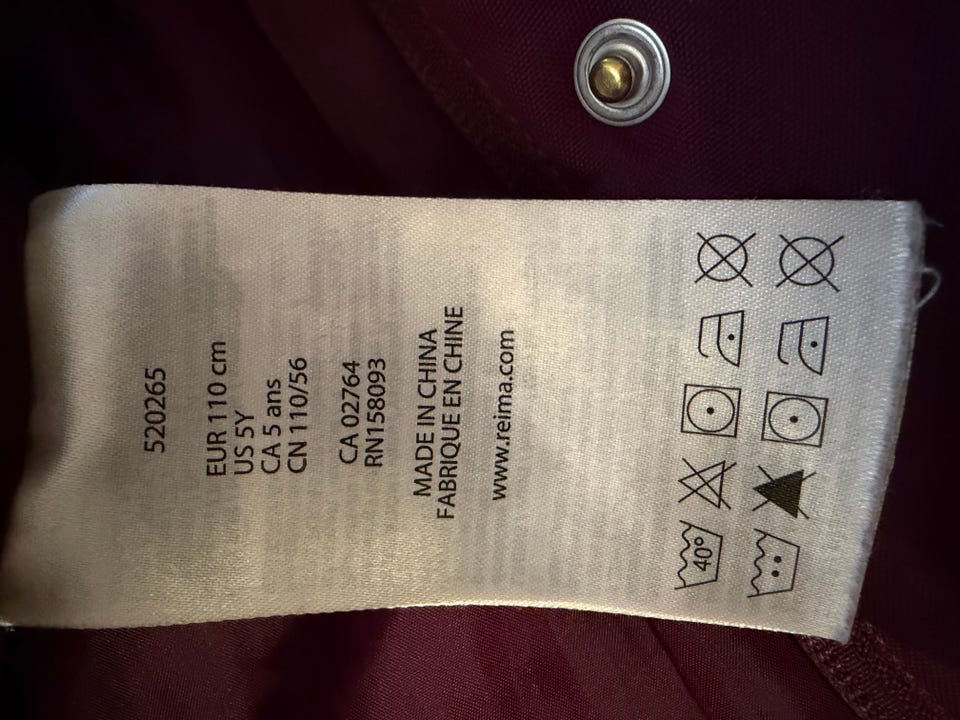 520265
EUR 110 cm
US 5Y
CA 5 ans
CN 110/56
CA 02764
RN158093
MADE IN CHINA
FABRIQUE EN CHINE
www.reima.com
40°